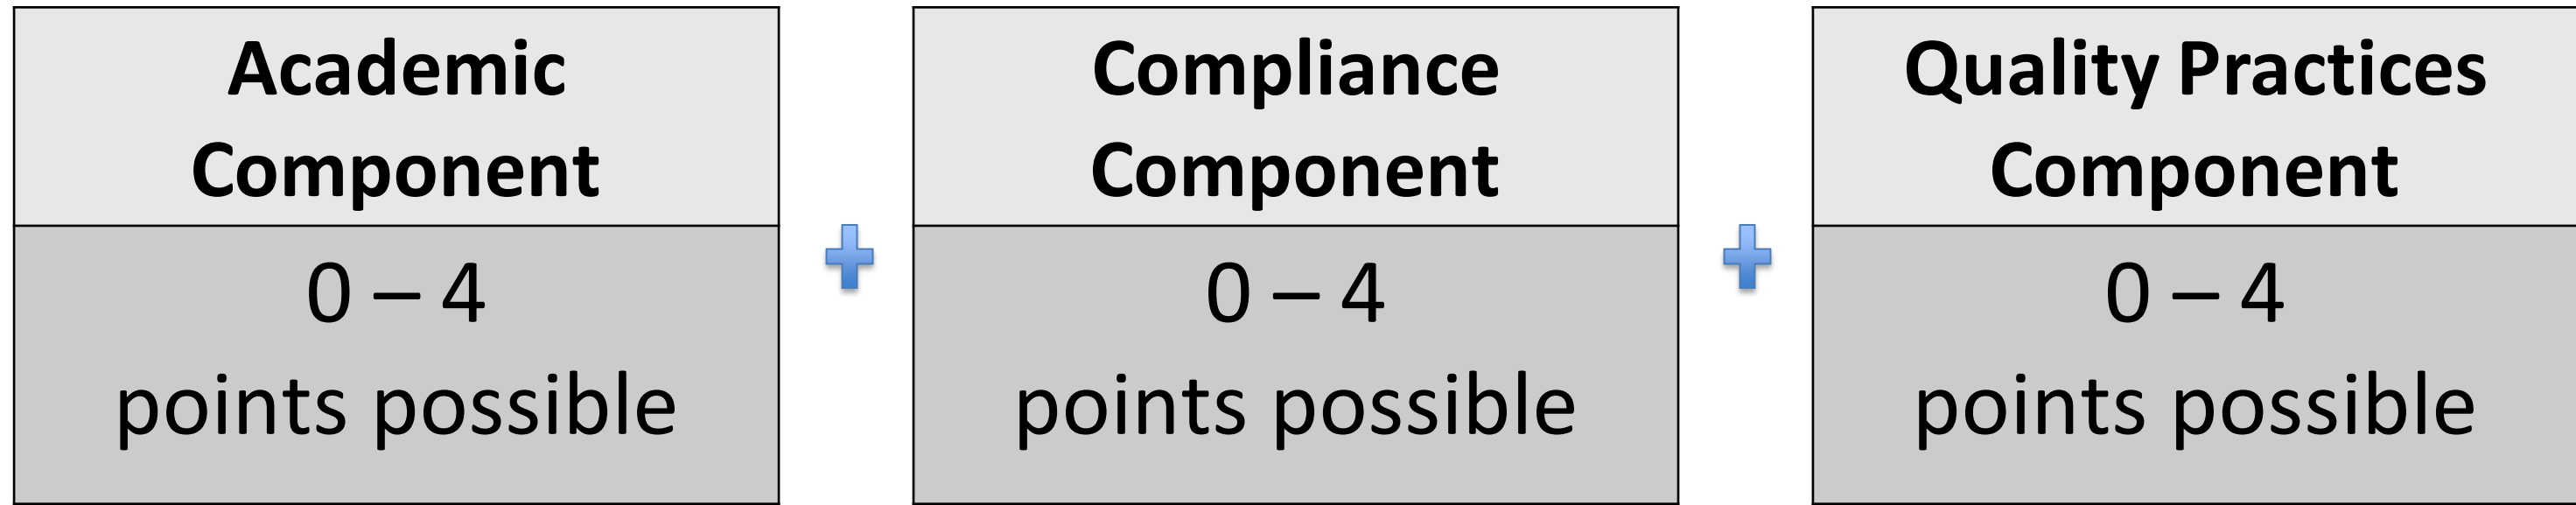 Academic
Component
0 – 4
points possible
Compliance
Component
0 – 4
points possible
Quality Practices
Component
0 – 4
points possible